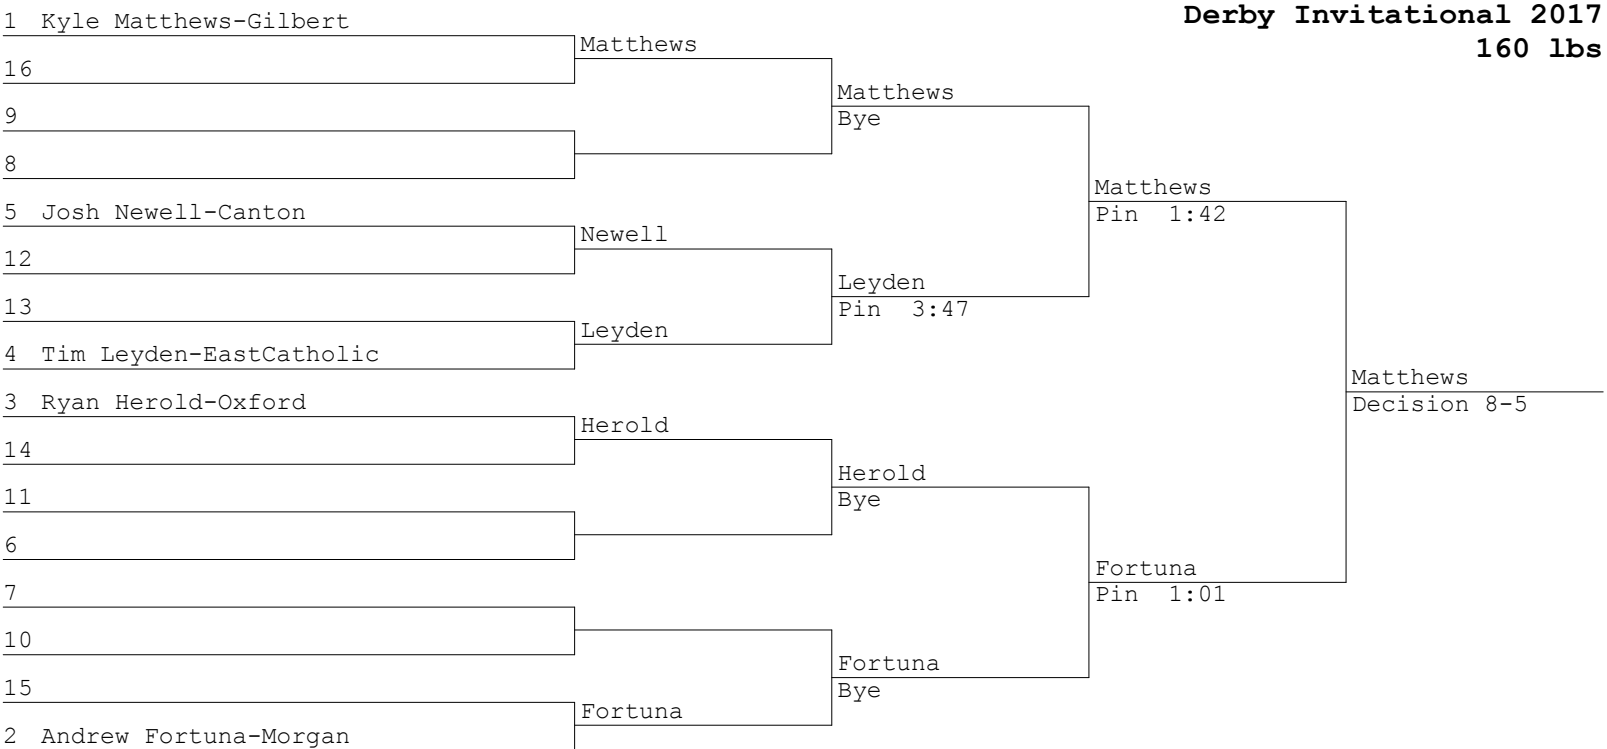 Derby Invitational 2017
160 lbs
1 Kyle Matthews-Gilbert
16
9
8
5 Josh Newell-Canton
12
13
4 Tim Leyden-EastCatholic
3 Ryan Herold-Oxford
14
11
6
7
10
15
2 Andrew Fortuna-Morgan
Matthews
Newell
Leyden
Herold
Fortuna
Matthews
Bye
Leyden
Pin 3:47
Herold
Bye
Fortuna
Bye
Matthews
Pin 1:42
Fortuna
Pin 1:01
Matthews
Decision 8-5